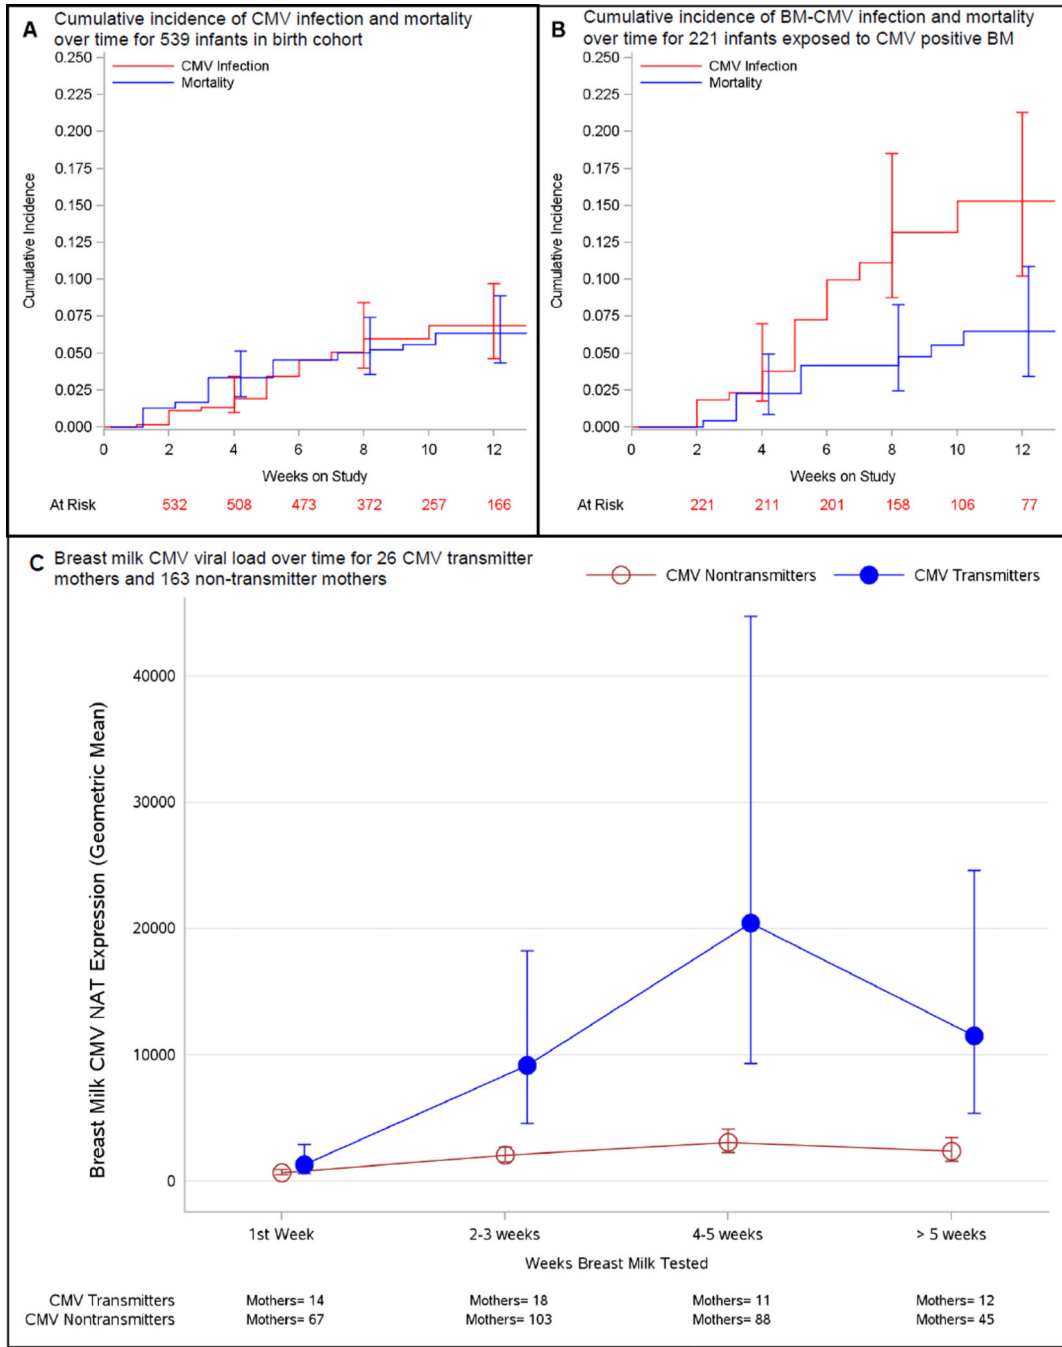 A Cumulative incidence of CMV infection and mortality
over time for 539 infants in birth cohort
0.250
0.225
0.200
0.175
0.150
0.125
0.100
0.075
0.050
0.025
0.000
Cumulative Incidence
CMV Infection
Mortality
0 2 4 6 8 10 12
Weeks on Study
At Risk 532 508 473 372 257 166
B Cumulative incidence of BM-CMV infection and mortality
over time for 221 infants exposed to CMV positive BM
0.250
0.225
0.200
0.175
0.150
0.125
0.100
0.075
0.050
0.025
0.000
Cumulative Incidence
CMV Infection
Mortality
0 2 4 6 8 10 12
Weeks on Study
At Risk 221 211 201 158 106 77
C Breast milk CMV viral load over time for 26 CMV transmitter
mothers and 163 non-transmitter mothers
CMV Nontransmitters CMV Transmitters
Breast Milk CMV NAT Expression (Geometric Mean)
40000
30000
20000
10000
0
1st Week 2-3 weeks 4-5 weeks > 5 weeks
Weeks Breast Milk Tested
CMV Transmitters Mothers= 14 Mothers= 18 Mothers= 11 Mothers= 12
CMV Nontransmitters Mothers= 67 Mothers= 103 Mothers= 88 Mothers= 45